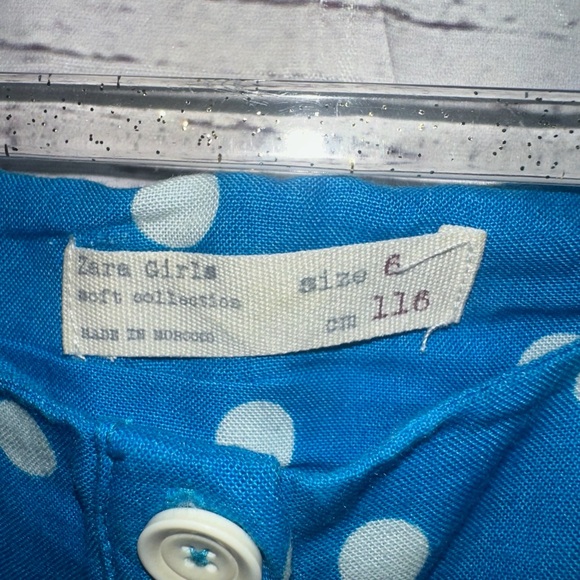 Zara Girls
soft collection
MADE IN MOROCCO
size 6
cm 116